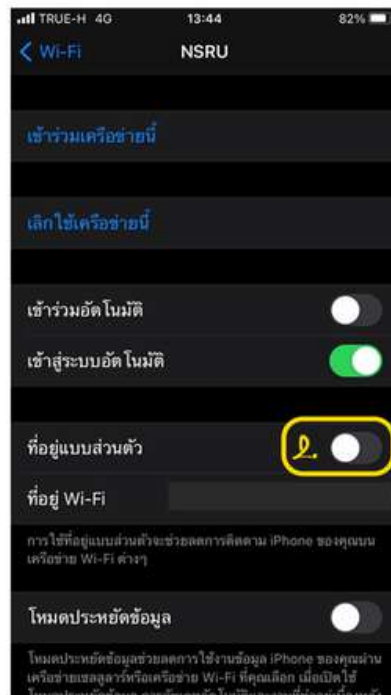 TRUE-H 4G 13:44 82%
Wi-Fi NSRU
เข้าร่วมเครือข่ายนี้
เลิกใช้เครือข่ายนี้
เข้าร่วมอัตโนมัติ
เข้าสู่ระบบอัตโนมัติ
ที่อยู่แบบส่วนตัว ๑.
ที่อยู่ Wi-Fi
การใช้ที่อยู่แบบส่วนตัวจะช่วยลดการติดตาม iPhone ของคุณบน
เครือข่าย Wi-Fi ต่างๆ
โหมดประหยัดข้อมูล
โหมดประหยัดข้อมูลช่วยลดการใช้งานข้อมูล iPhone ของคุณผ่าน
เครือข่ายเซลลูลาร์หรือเครือข่าย Wi-Fi ที่คุณเลือก เมื่อเปิดใช้